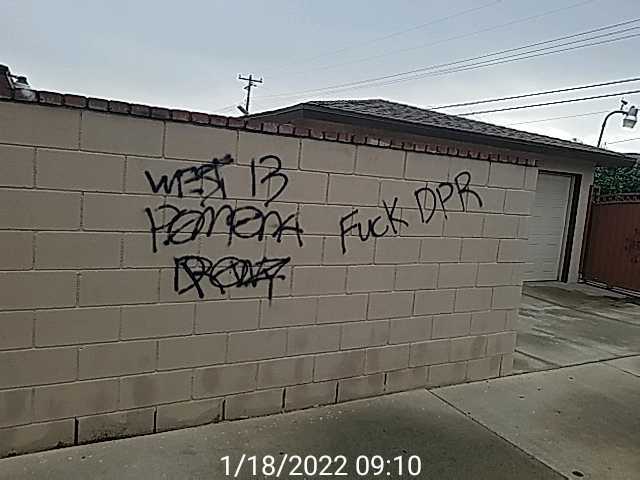 WEST 13
POMONA
FUCK DPR
1/18/2022 09:10